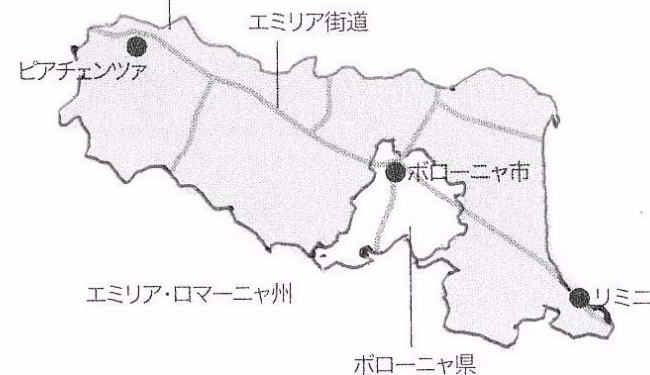 エミリア街道
ピアチェンツァ
ボローニャ市
エミリア・ロマーニャ州
リミニ
ボローニャ県